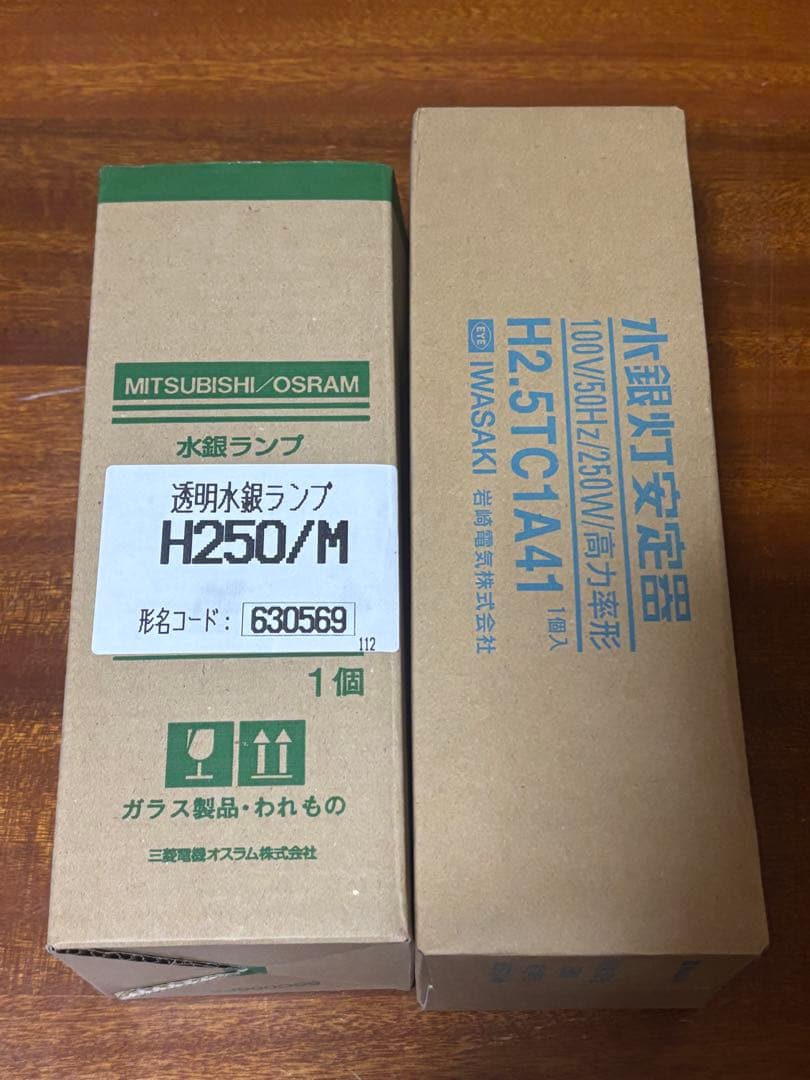 MITSUBISHI/OSRAM
水銀ランプ
透明水銀ランプ
H250/M
形名コード: 630569
112
1個
ガラス製品・われもの
三菱電機オスラム株式会社
水銀灯安定器
100V/50Hz/250W/高力率形
H2.5TC1A41 1個入
EYE IWASAKI 岩崎電気株式会社